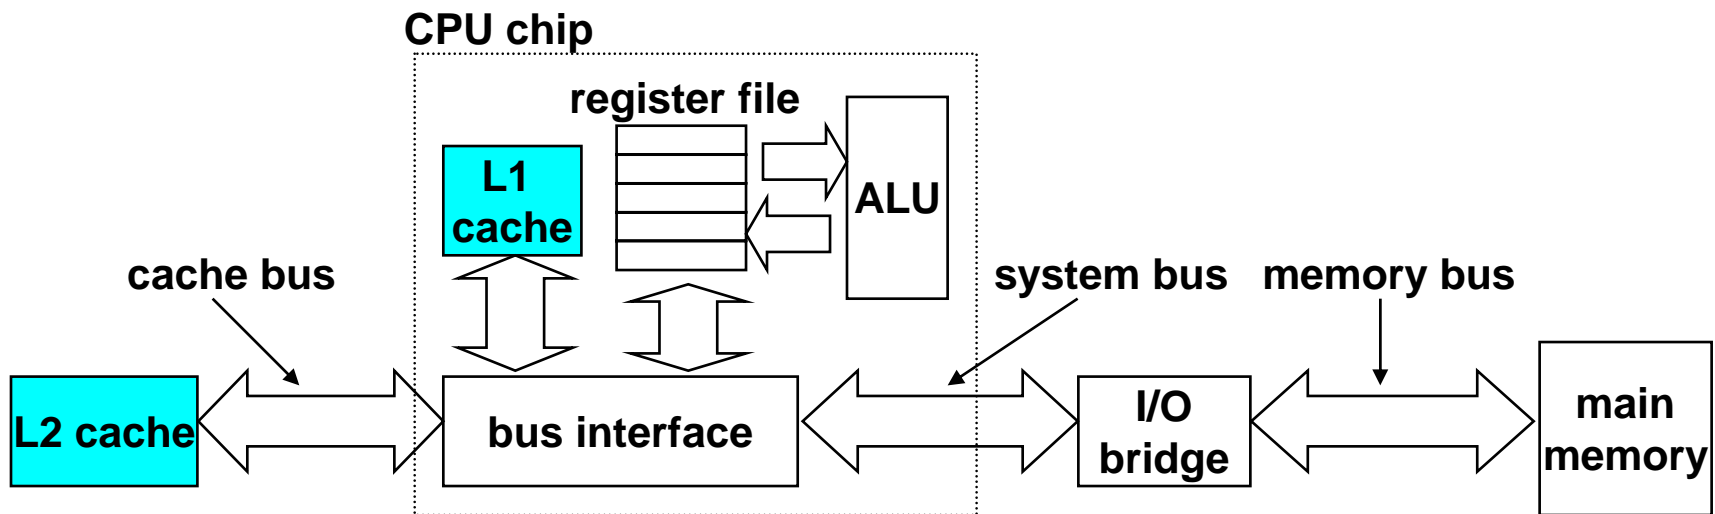 CPU chip
register file
L1
cache
ALU
cache bus
system bus
memory bus
L2 cache
bus interface
I/O
bridge
main
memory